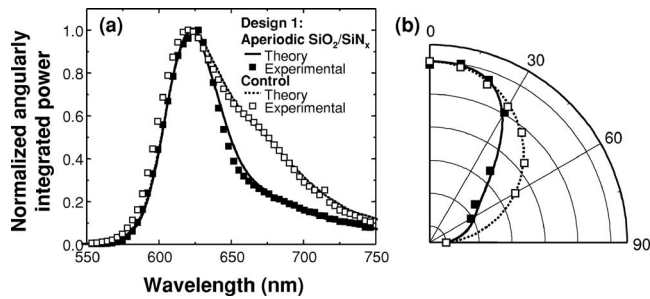 (a)
Design 1:
Aperiodic SiO2/SiNx
Theory
Experimental
Control
Theory
Experimental
Normalized angularly
integrated power
1.0
0.8
0.6
0.4
0.2
0.0
550 600 650 700 750
Wavelength (nm)
(b)
0
30
60
90